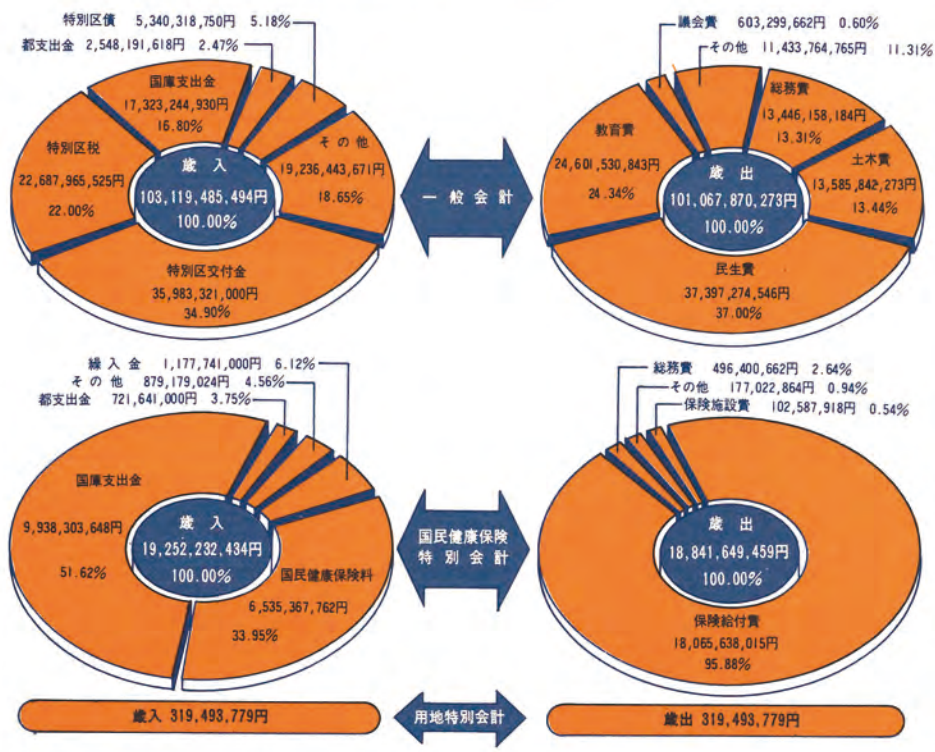 特別区債 5,340,318,750円 5.18%
都支出金 2,548,191,618円 2.47%
国庫支出金
17,323,244,930円
16.80%
特別区税
22,687,965,525円
22.00%
その他
19,236,443,671円
18.65%
歳入
103,119,485,494円
100.00%
特別区交付金
35,983,321,000円
34.90%
一般会計
議会費 603,299,662円 0.60%
その他 11,433,764,765円 11.31%
総務費
13,446,158,184円
13.31%
教育費
24,601,530,843円
24.34%
土木費
13,585,842,273円
13.44%
歳出
101,067,870,273円
100.00%
民生費
37,397,274,546円
37.00%
繰入金 1,177,741,000円 6.12%
その他 879,179,024円 4.56%
都支出金 721,641,000円 3.75%
国庫支出金
9,938,303,648円
51.62%
歳入
19,252,232,434円
100.00%
国民健康保険料
6,535,367,762円
33.95%
国民健康保険
特別会計
総務費 496,400,662円 2.64%
その他 177,022,864円 0.94%
保険施設費 102,587,918円 0.54%
歳出
18,841,649,459円
100.00%
保険給付費
18,065,638,015円
95.88%
歳入 319,493,779円
用地特別会計
歳出 319,493,779円